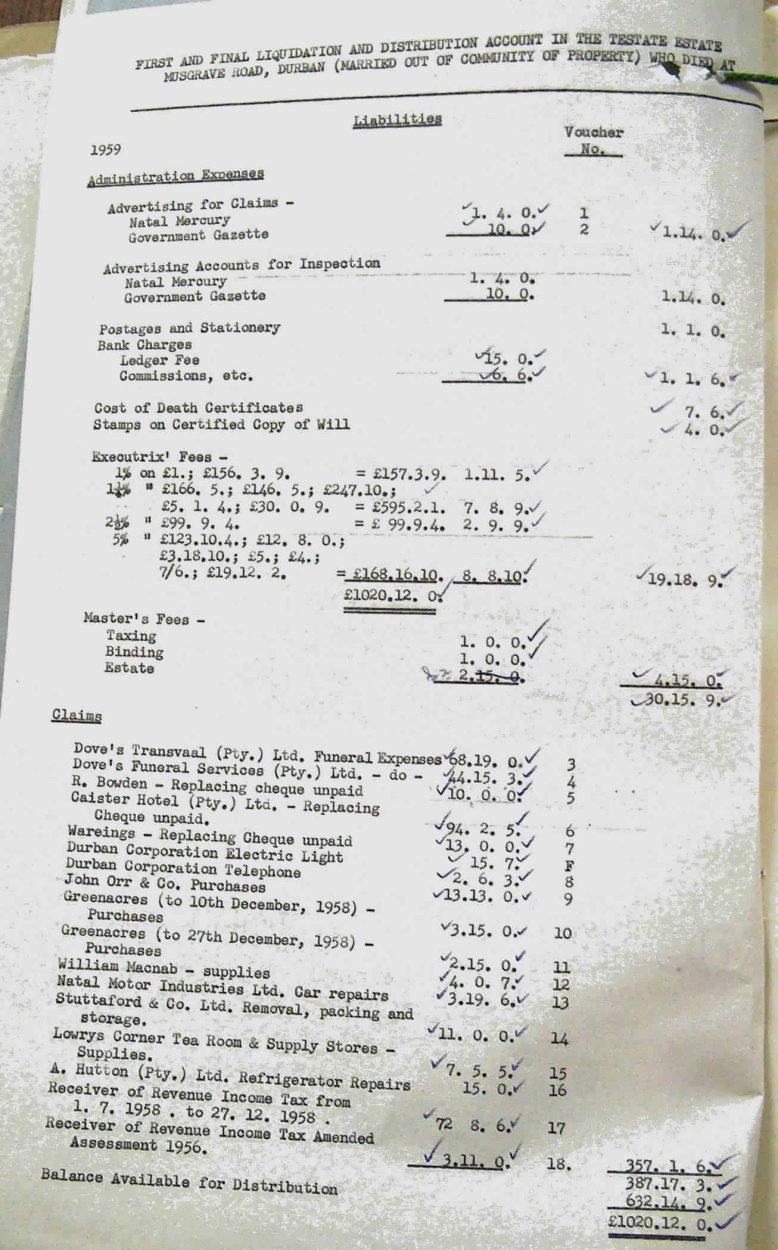 FIRST AND FINAL LIQUIDATION AND DISTRIBUTION ACCOUNT IN THE TESTATE ESTATE
MUSGRAVE ROAD, DURBAN (MARRIED OUT OF COMMUNITY OF PROPERTY) WHO DIED AT
Liabilities
Voucher
1959 No.
Administration Expenses
Advertising for Claims -
Natal Mercury 1. 4. 0. 1
Government Gazette 10. 0. 2 1.14. 0.
Advertising Accounts for Inspection
Natal Mercury 1. 4. 0.
Government Gazette 10. 0. 1.14. 0.
Postages and Stationery 1. 1. 0.
Bank Charges
Ledger Fee 15. 0.
Commissions, etc. 6. 6. 1. 1. 6.
Cost of Death Certificates 7. 6.
Stamps on Certified Copy of Will 4. 0.
Executrix' Fees -
1% on £1.; £156. 3. 9. = £157.3.9. 1.11. 5.
1¼% " £166. 5.; £146. 5.; £247.10.;
£5. 1. 4.; £30. 0. 9. = £595.2.1. 7. 8. 9.
2½% " £99. 9. 4. = £ 99.9.4. 2. 9. 9.
5% " £123.10.4.; £12. 8. 0.;
£3.18.10.; £5.; £4.;
7/6.; £19.12. 2. = £168.16.10. 8. 8.10. 19.18. 9.
£1020.12. 0.
Master's Fees -
Taxing 1. 0. 0.
Binding 1. 0. 0.
Estate 2.15. 0. 4.15. 0.
30.15. 9.
Claims
Dove's Transvaal (Pty.) Ltd. Funeral Expenses 68.19. 0. 3
Dove's Funeral Services (Pty.) Ltd. - do - 44.15. 3. 4
R. Bowden - Replacing cheque unpaid 10. 0. 0. 5
Caister Hotel (Pty.) Ltd. - Replacing
Cheque unpaid. 94. 2. 5. 6
Wareings - Replacing Cheque unpaid 13. 0. 0. 7
Durban Corporation Electric Light 15. 7. F
Durban Corporation Telephone 2. 6. 3. 8
John Orr & Co. Purchases 13.13. 0. 9
Greenacres (to 10th December, 1958) -
Purchases 3.15. 0. 10
Greenacres (to 27th December, 1958) -
Purchases 2.15. 0. 11
William Macnab - supplies 4. 0. 7. 12
Natal Motor Industries Ltd. Car repairs 3.19. 6. 13
Stuttaford & Co. Ltd. Removal, packing and
storage. 11. 0. 0. 14
Lowrys Corner Tea Room & Supply Stores -
Supplies. 7. 5. 5. 15
A. Hutton (Pty.) Ltd. Refrigerator Repairs 15. 0. 16
Receiver of Revenue Income Tax from
1. 7. 1958 . to 27. 12. 1958 . 72 8. 6. 17
Receiver of Revenue Income Tax Amended
Assessment 1956. 3.11. 0. 18. 357. 1. 6.
387.17. 3.
Balance Available for Distribution 632.14. 9.
£1020.12. 0.